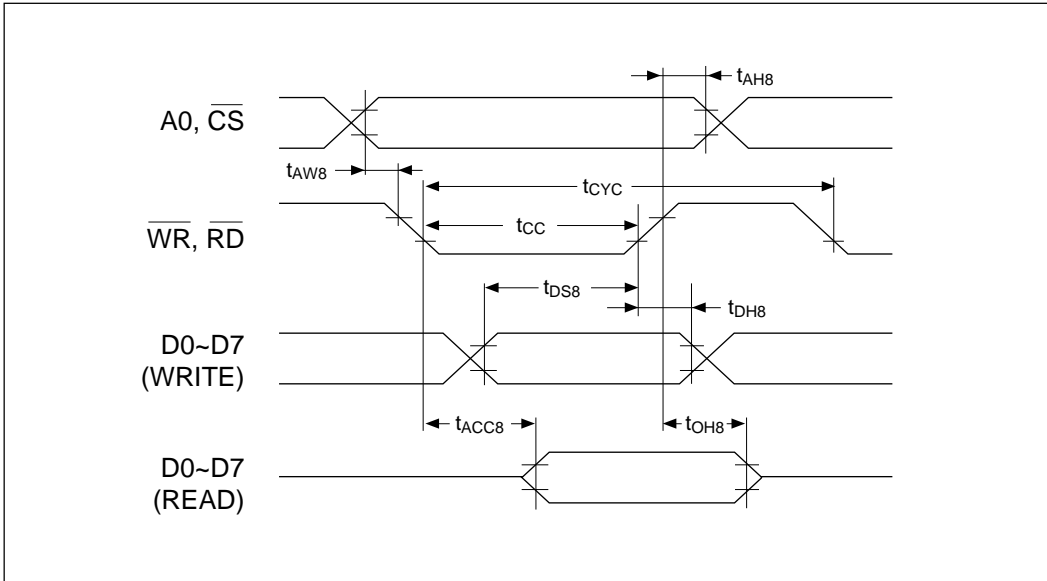 tAH8
A0, CS
tAW8
tCYC
WR, RD
tCC
tDS8
tDH8
D0~D7
(WRITE)
tACC8
tOH8
D0~D7
(READ)